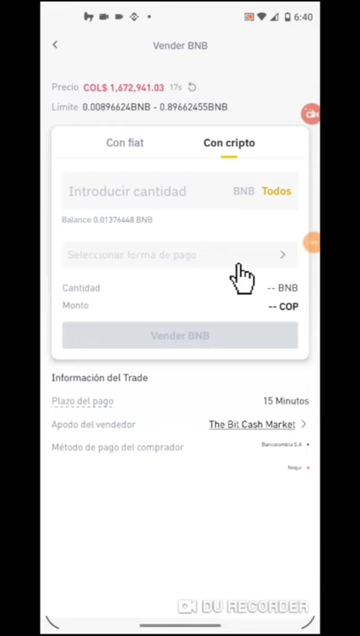 6:40
Vender BNB
Precio COL$ 1,672,941.03 17s
Limite 0.00896624BNB - 0.89662455BNB
Con fiat Con cripto
Introducir cantidad BNB Todos
Balance 0.01376448 BNB
Seleccionar forma de pago
Cantidad -- BNB
Monto -- COP
Vender BNB
Información del Trade
Plazo del pago 15 Minutos
Apodo del vendedor The Bit Cash Market
Método de pago del comprador Bancolombia S.A
Nequi
DU RECORDER